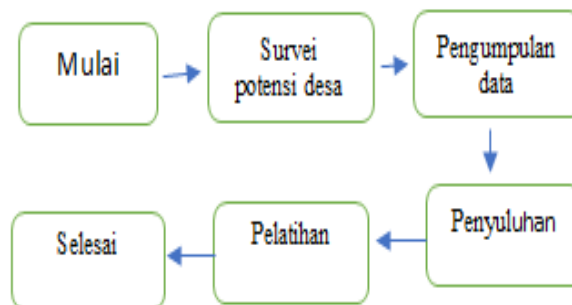 Mulai
Survei
potensi desa
Pengumpulan
data
Penyuluhan
Pelatihan
Selesai